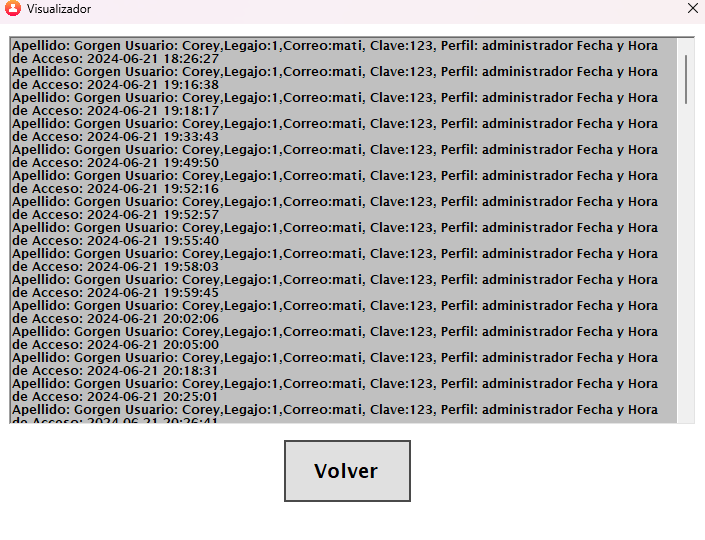 Visualizador
Apellido: Gorgen Usuario: Corey,Legajo:1,Correo:mati, Clave:123, Perfil: administrador Fecha y Hora
de Acceso: 2024-06-21 18:26:27
Apellido: Gorgen Usuario: Corey,Legajo:1,Correo:mati, Clave:123, Perfil: administrador Fecha y Hora
de Acceso: 2024-06-21 19:16:38
Apellido: Gorgen Usuario: Corey,Legajo:1,Correo:mati, Clave:123, Perfil: administrador Fecha y Hora
de Acceso: 2024-06-21 19:18:17
Apellido: Gorgen Usuario: Corey,Legajo:1,Correo:mati, Clave:123, Perfil: administrador Fecha y Hora
de Acceso: 2024-06-21 19:33:43
Apellido: Gorgen Usuario: Corey,Legajo:1,Correo:mati, Clave:123, Perfil: administrador Fecha y Hora
de Acceso: 2024-06-21 19:49:50
Apellido: Gorgen Usuario: Corey,Legajo:1,Correo:mati, Clave:123, Perfil: administrador Fecha y Hora
de Acceso: 2024-06-21 19:52:16
Apellido: Gorgen Usuario: Corey,Legajo:1,Correo:mati, Clave:123, Perfil: administrador Fecha y Hora
de Acceso: 2024-06-21 19:52:57
Apellido: Gorgen Usuario: Corey,Legajo:1,Correo:mati, Clave:123, Perfil: administrador Fecha y Hora
de Acceso: 2024-06-21 19:55:40
Apellido: Gorgen Usuario: Corey,Legajo:1,Correo:mati, Clave:123, Perfil: administrador Fecha y Hora
de Acceso: 2024-06-21 19:58:03
Apellido: Gorgen Usuario: Corey,Legajo:1,Correo:mati, Clave:123, Perfil: administrador Fecha y Hora
de Acceso: 2024-06-21 19:59:45
Apellido: Gorgen Usuario: Corey,Legajo:1,Correo:mati, Clave:123, Perfil: administrador Fecha y Hora
de Acceso: 2024-06-21 20:02:06
Apellido: Gorgen Usuario: Corey,Legajo:1,Correo:mati, Clave:123, Perfil: administrador Fecha y Hora
de Acceso: 2024-06-21 20:05:00
Apellido: Gorgen Usuario: Corey,Legajo:1,Correo:mati, Clave:123, Perfil: administrador Fecha y Hora
de Acceso: 2024-06-21 20:18:31
Apellido: Gorgen Usuario: Corey,Legajo:1,Correo:mati, Clave:123, Perfil: administrador Fecha y Hora
de Acceso: 2024-06-21 20:25:01
Apellido: Gorgen Usuario: Corey,Legajo:1,Correo:mati, Clave:123, Perfil: administrador Fecha y Hora
de Acceso: 2024-06-21 20:26:41
Volver